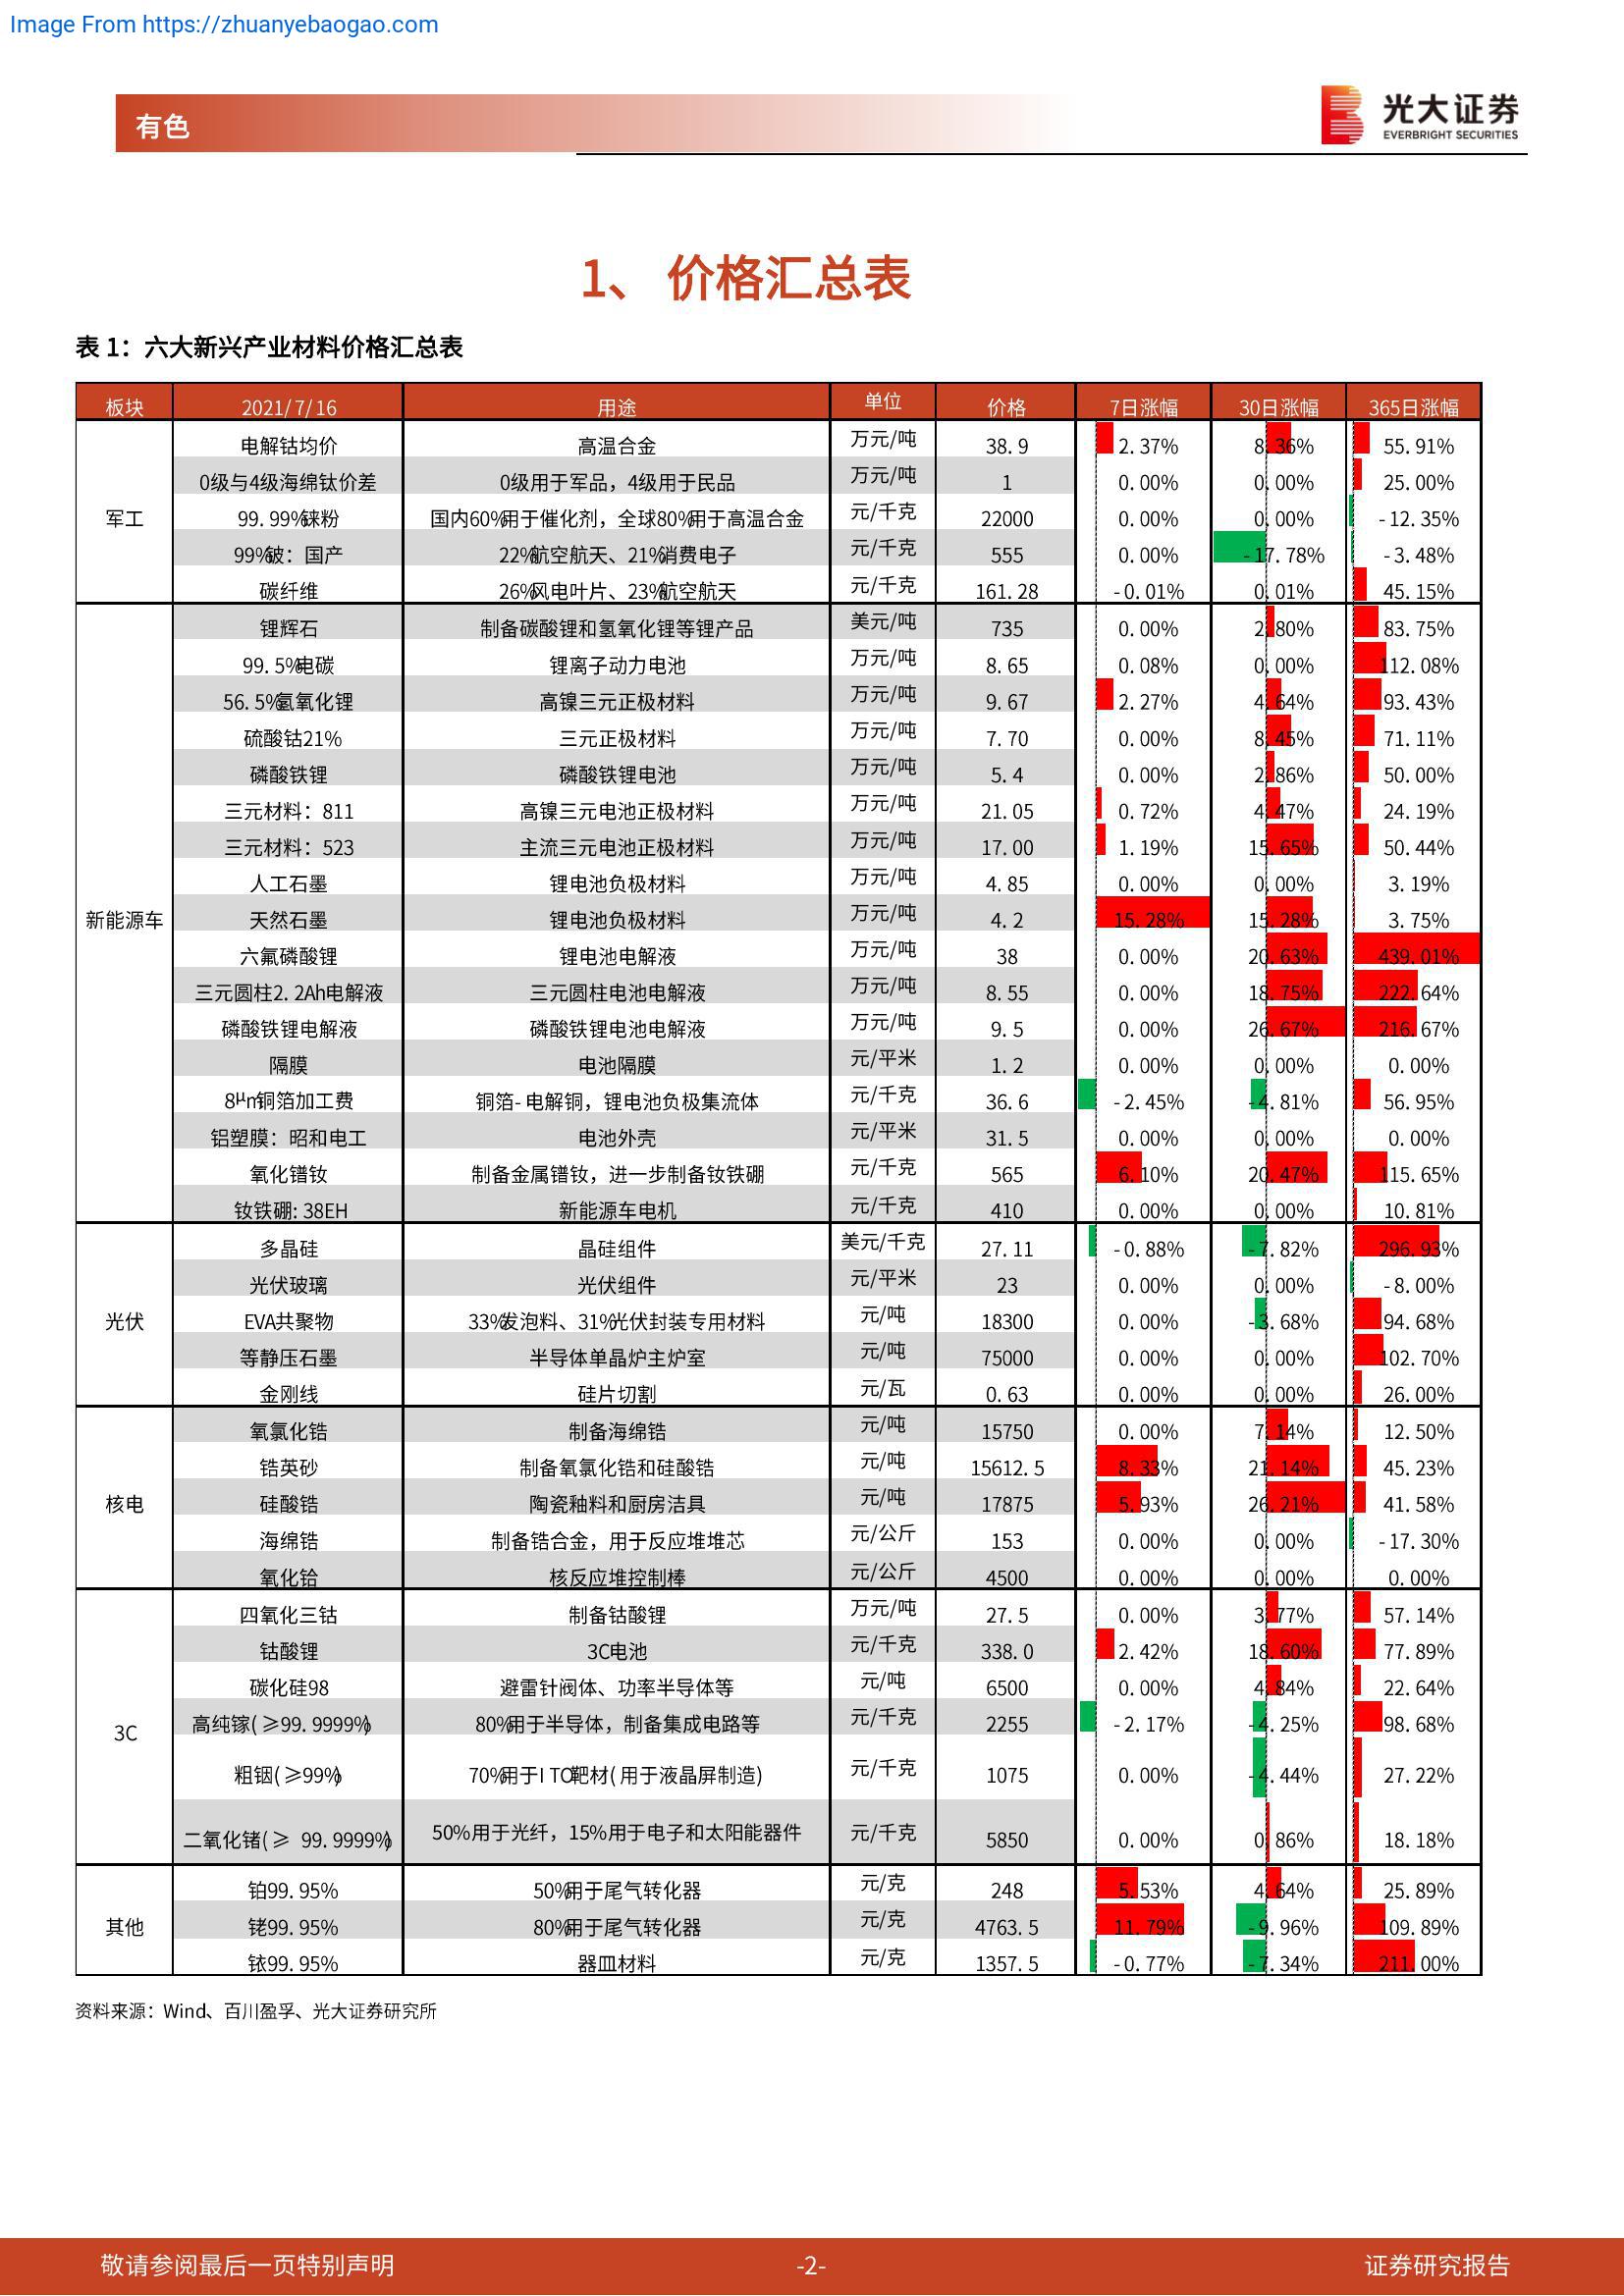 Image From https://zhuanyebaogao.com
有色
光大证券
EVERBRIGHT SECURITIES
1、 价格汇总表
表 1：六大新兴产业材料价格汇总表
板块 2021/7/16 用途 单位 价格 7日涨幅 30日涨幅 365日涨幅
军工
电解钴均价 高温合金 万元/吨 38.9 2.37% 8.36% 55.91%
0级与4级海绵钛价差 0级用于军品，4级用于民品 万元/吨 1 0.00% 0.00% 25.00%
99.99%铼粉 国内60%用于催化剂，全球80%用于高温合金 元/千克 22000 0.00% 0.00% -12.35%
99%铍：国产 22%航空航天、21%消费电子 元/千克 555 0.00% -17.78% -3.48%
碳纤维 26%风电叶片、23%航空航天 元/千克 161.28 -0.01% 0.01% 45.15%
新能源车
锂辉石 制备碳酸锂和氢氧化锂等锂产品 美元/吨 735 0.00% 2.80% 83.75%
99.5%电碳 锂离子动力电池 万元/吨 8.65 0.08% 0.00% 112.08%
56.5%氢氧化锂 高镍三元正极材料 万元/吨 9.67 2.27% 4.64% 93.43%
硫酸钴21% 三元正极材料 万元/吨 7.70 0.00% 8.45% 71.11%
磷酸铁锂 磷酸铁锂电池 万元/吨 5.4 0.00% 2.86% 50.00%
三元材料：811 高镍三元电池正极材料 万元/吨 21.05 0.72% 4.47% 24.19%
三元材料：523 主流三元电池正极材料 万元/吨 17.00 1.19% 15.65% 50.44%
人工石墨 锂电池负极材料 万元/吨 4.85 0.00% 0.00% 3.19%
天然石墨 锂电池负极材料 万元/吨 4.2 15.28% 15.28% 3.75%
六氟磷酸锂 锂电池电解液 万元/吨 38 0.00% 20.63% 439.01%
三元圆柱2.2Ah电解液 三元圆柱电池电解液 万元/吨 8.55 0.00% 18.75% 222.64%
磷酸铁锂电解液 磷酸铁锂电池电解液 万元/吨 9.5 0.00% 26.67% 216.67%
隔膜 电池隔膜 元/平米 1.2 0.00% 0.00% 0.00%
8μm铜箔加工费 铜箔-电解铜，锂电池负极集流体 元/千克 36.6 -2.45% -4.81% 56.95%
铝塑膜：昭和电工 电池外壳 元/平米 31.5 0.00% 0.00% 0.00%
氧化镨钕 制备金属镨钕，进一步制备钕铁硼 元/千克 565 6.10% 20.47% 115.65%
钕铁硼:38EH 新能源车电机 元/千克 410 0.00% 0.00% 10.81%
光伏
多晶硅 晶硅组件 美元/千克 27.11 -0.88% -7.82% 296.93%
光伏玻璃 光伏组件 元/平米 23 0.00% 0.00% -8.00%
EVA共聚物 33%发泡料、31%光伏封装专用材料 元/吨 18300 0.00% -3.68% 94.68%
等静压石墨 半导体单晶炉主炉室 元/吨 75000 0.00% 0.00% 102.70%
金刚线 硅片切割 元/瓦 0.63 0.00% 0.00% 26.00%
核电
氧氯化锆 制备海绵锆 元/吨 15750 0.00% 7.14% 12.50%
锆英砂 制备氧氯化锆和硅酸锆 元/吨 15612.5 8.33% 21.14% 45.23%
硅酸锆 陶瓷釉料和厨房洁具 元/吨 17875 5.93% 26.21% 41.58%
海绵锆 制备锆合金，用于反应堆堆芯 元/公斤 153 0.00% 0.00% -17.30%
氧化铪 核反应堆控制棒 元/公斤 4500 0.00% 0.00% 0.00%
3C
四氧化三钴 制备钴酸锂 万元/吨 27.5 0.00% 3.77% 57.14%
钴酸锂 3C电池 元/千克 338.0 2.42% 18.60% 77.89%
碳化硅98 避雷针阀体、功率半导体等 元/吨 6500 0.00% 4.84% 22.64%
高纯镓(≥99.9999%) 80%用于半导体，制备集成电路等 元/千克 2255 -2.17% -4.25% 98.68%
粗铟(≥99%) 70%用于ITO靶材(用于液晶屏制造) 元/千克 1075 0.00% -4.44% 27.22%
二氧化锗(≥ 99.9999%) 50%用于光纤，15%用于电子和太阳能器件 元/千克 5850 0.00% 0.86% 18.18%
其他
铂99.95% 50%用于尾气转化器 元/克 248 5.53% 4.64% 25.89%
铑99.95% 80%用于尾气转化器 元/克 4763.5 11.79% -9.96% 109.89%
铱99.95% 器皿材料 元/克 1357.5 -0.77% -7.34% 211.00%
资料来源：Wind、百川盈孚、光大证券研究所
敬请参阅最后一页特别声明 -2- 证券研究报告